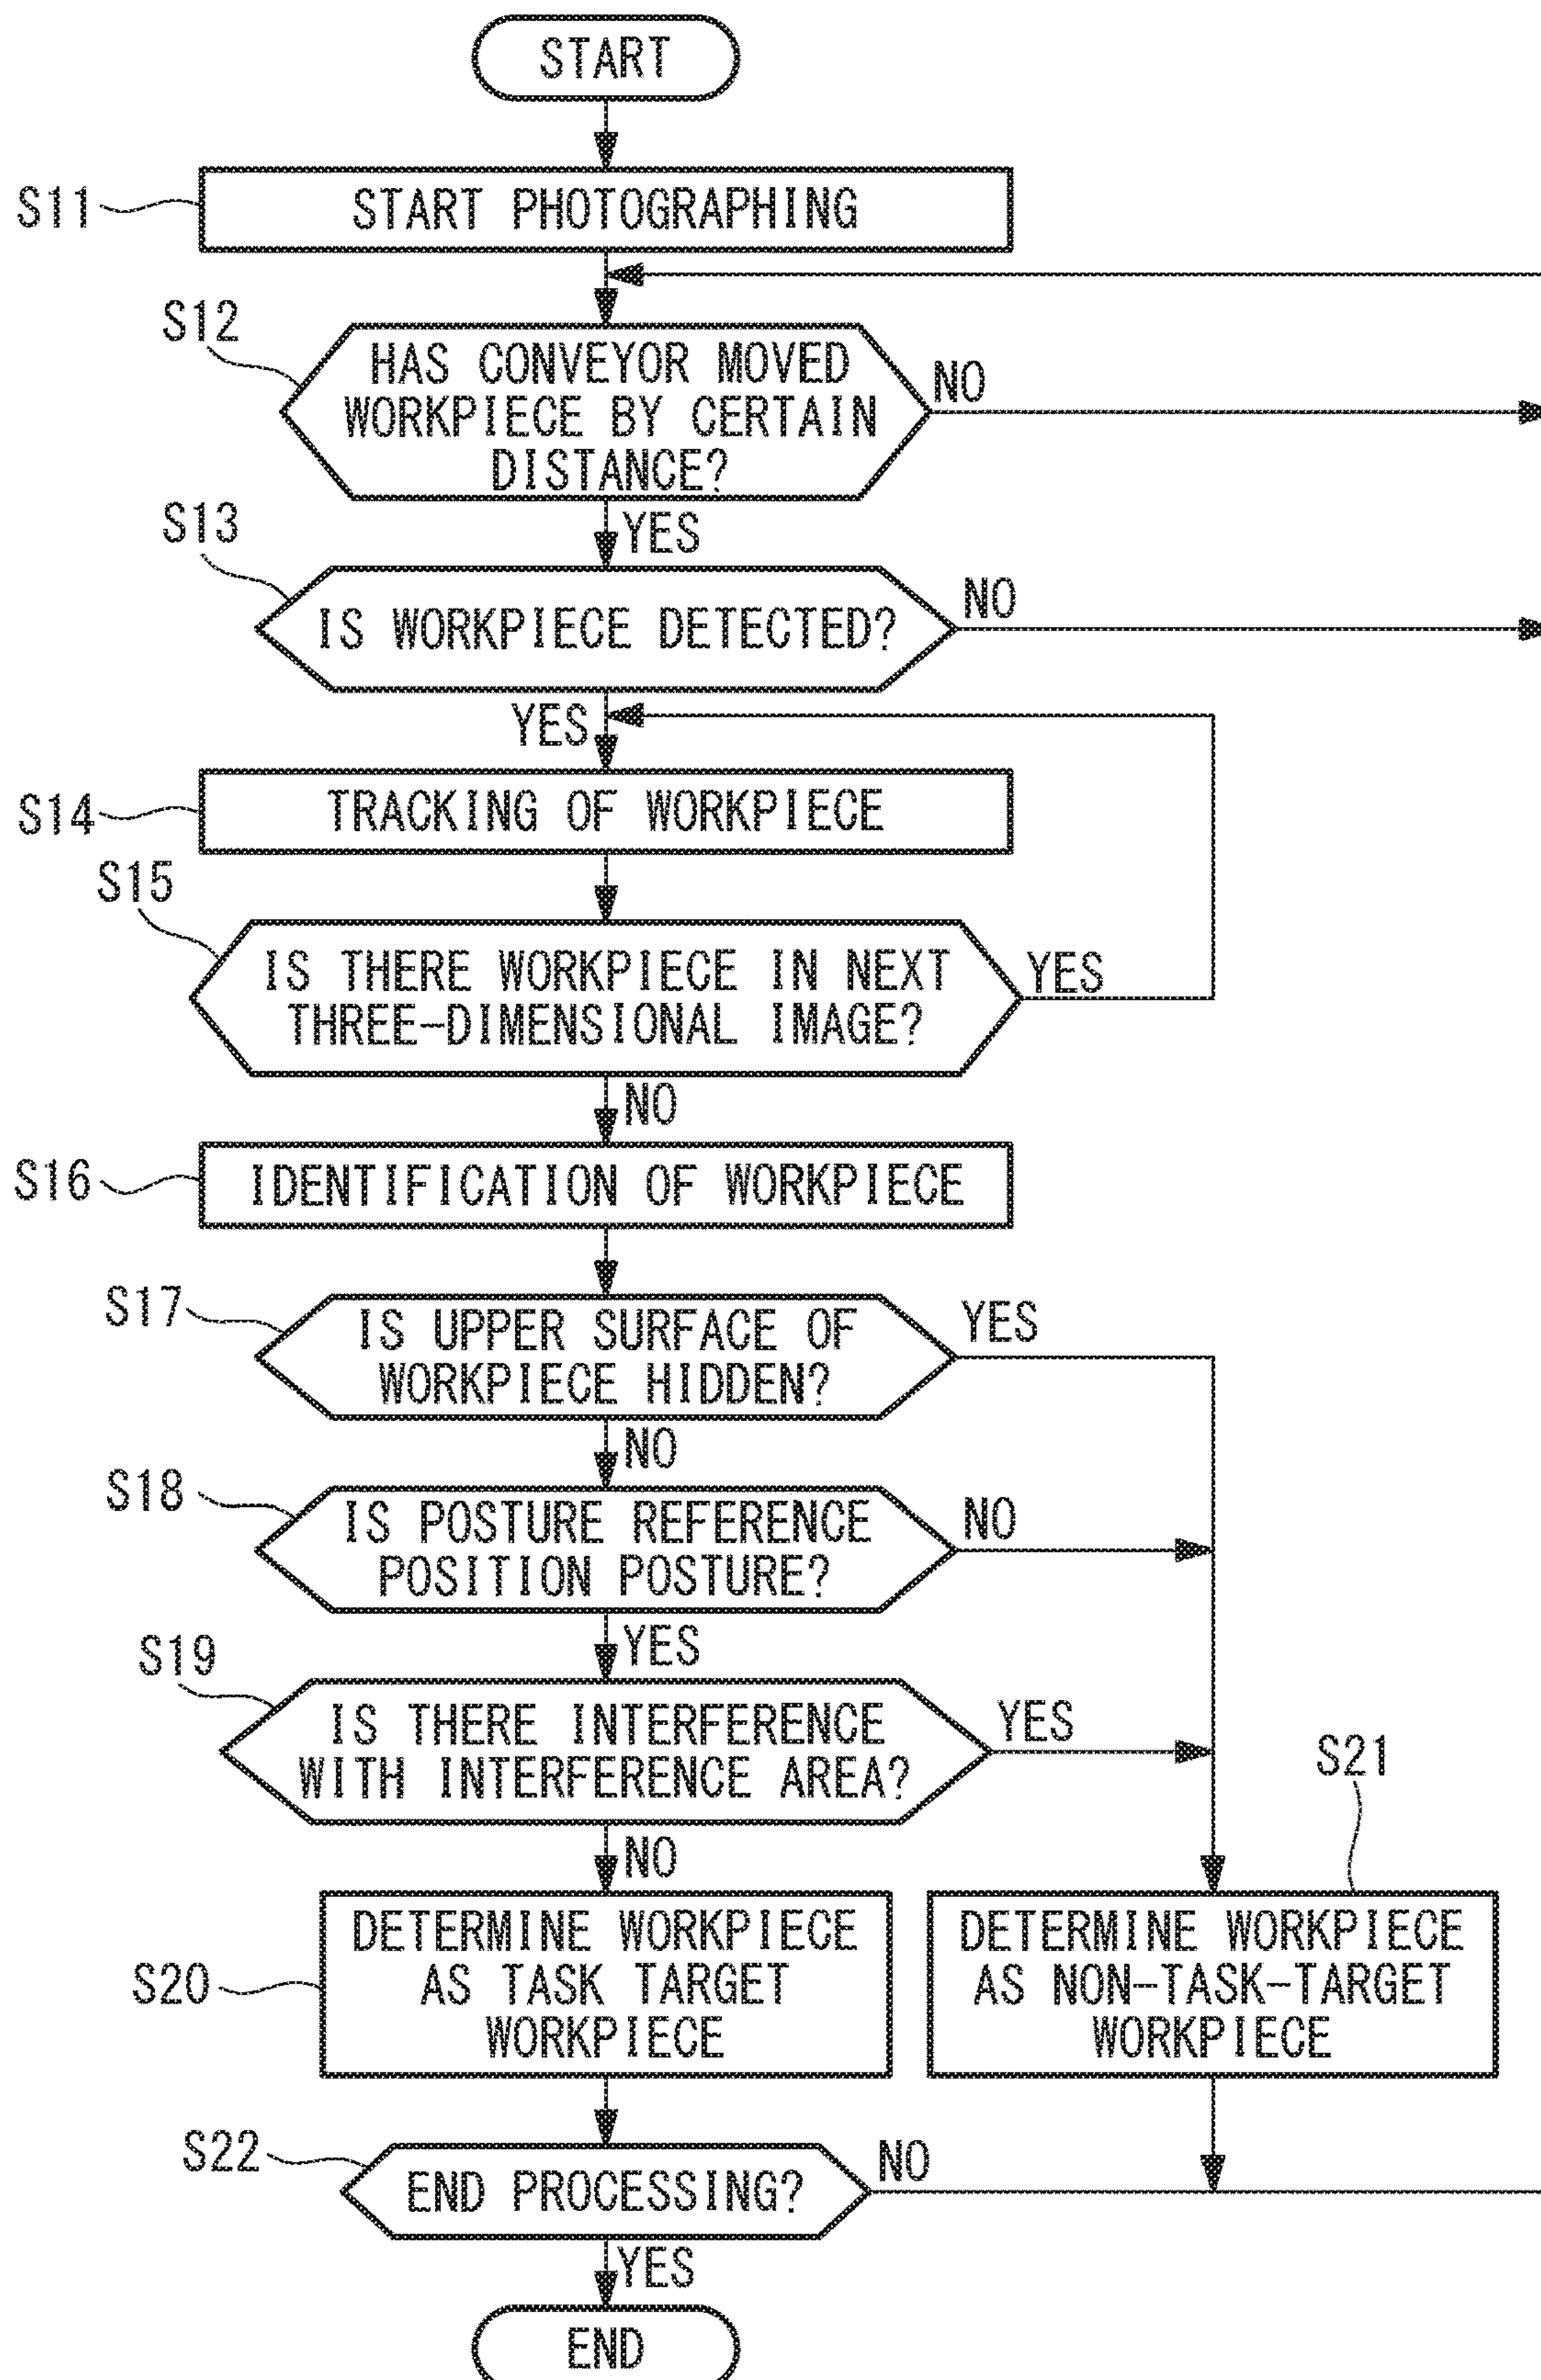 START
S11
START PHOTOGRAPHING
S12
HAS CONVEYOR MOVED
WORKPIECE BY CERTAIN
DISTANCE?
NO
YES
S13
IS WORKPIECE DETECTED?
NO
YES
S14
TRACKING OF WORKPIECE
S15
IS THERE WORKPIECE IN NEXT
THREE-DIMENSIONAL IMAGE?
YES
NO
S16
IDENTIFICATION OF WORKPIECE
S17
IS UPPER SURFACE OF
WORKPIECE HIDDEN?
YES
NO
S18
IS POSTURE REFERENCE
POSITION POSTURE?
NO
YES
S19
IS THERE INTERFERENCE
WITH INTERFERENCE AREA?
YES
NO
S20
DETERMINE WORKPIECE
AS TASK TARGET
WORKPIECE
S21
DETERMINE WORKPIECE
AS NON-TASK-TARGET
WORKPIECE
S22
END PROCESSING?
NO
YES
END